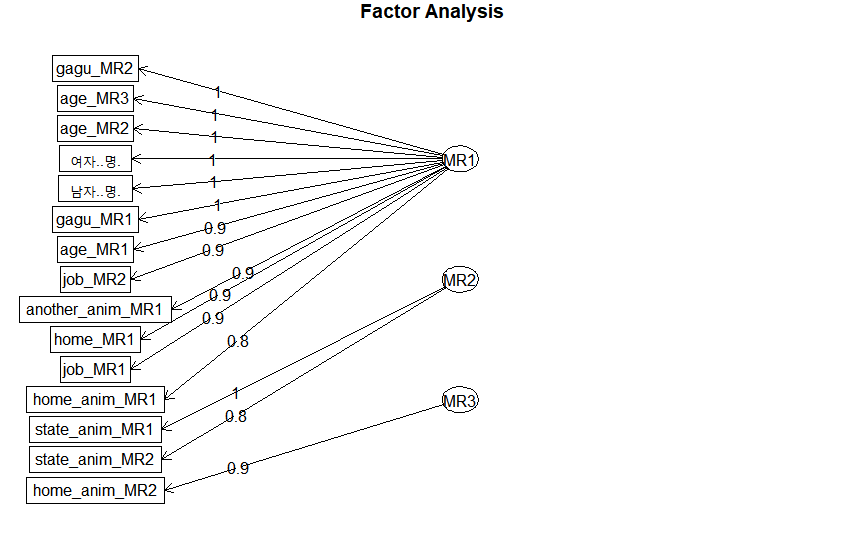 Factor Analysis
gagu_MR2
age_MR3
age_MR2
여자..명.
남자..명.
gagu_MR1
age_MR1
job_MR2
another_anim_MR1
home_MR1
job_MR1
home_anim_MR1
state_anim_MR1
state_anim_MR2
home_anim_MR2
1
1
1
1
1
1
0.9
0.9
0.9
0.9
0.9
0.8
1
0.8
0.9
MR1
MR2
MR3